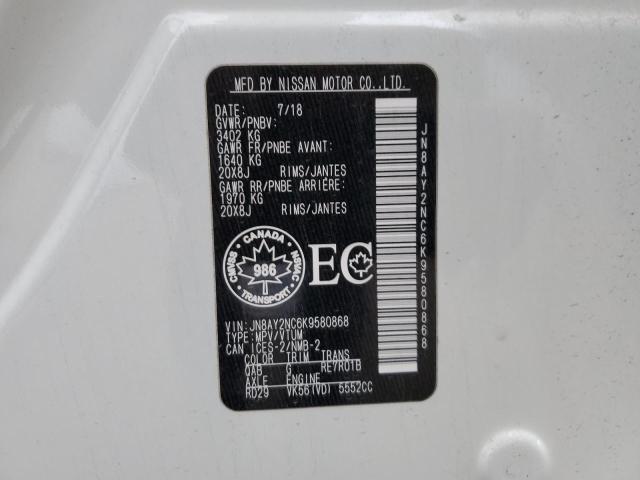 MFD BY NISSAN MOTOR CO.,LTD.
DATE: 7/18
GVWR/PNBV:
3402 KG
GAWR FR/PNBE AVANT:
1640 KG
20X8J RIMS/JANTES
GAWR RR/PNBE ARRIÈRE:
1970 KG
20X8J RIMS/JANTES
CANADA
CMVSS 986 NSVAC
TRANSPORT
EC
VIN:JN8AY2NC6K9580868
TYPE:MPV/VTUM
CAN ICES-2/NMB-2
COLOR TRIM TRANS
QAB G RE7R01B
AXLE ENGINE
RD29 VK56(VD) 5552CC
JN8AY2NC6K9580868